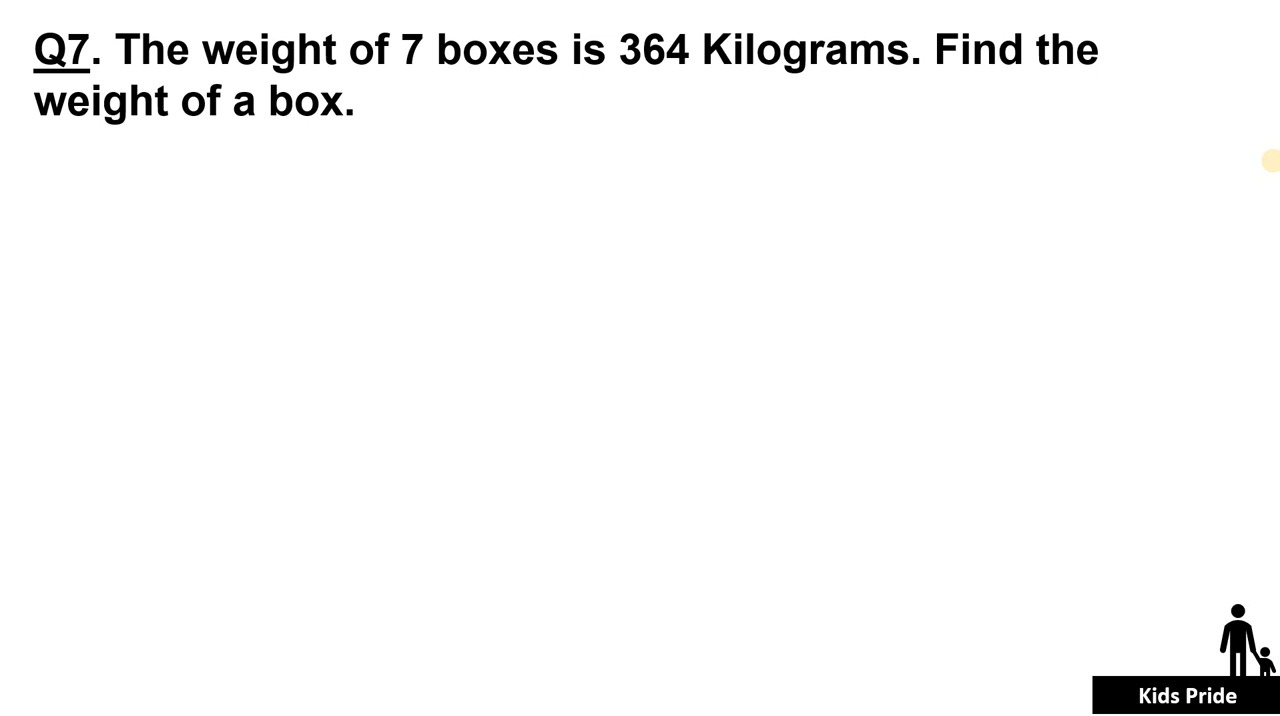 Q7. The weight of 7 boxes is 364 Kilograms. Find the
weight of a box.
Kids Pride